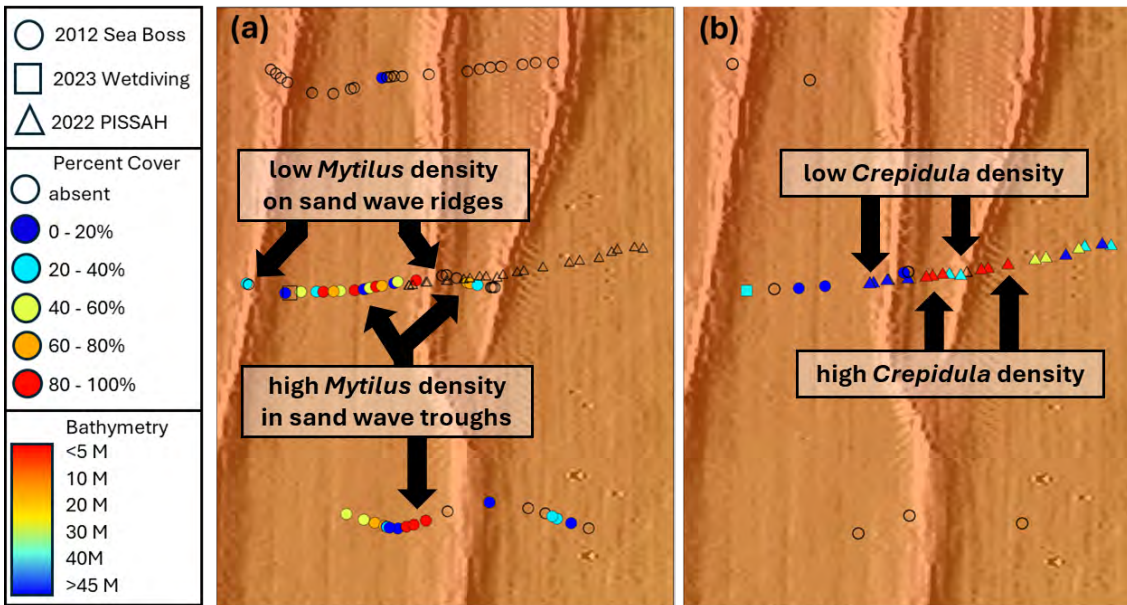 2012 Sea Boss
2023 Wetdiving
2022 PISSAH
Percent Cover
absent
0 - 20%
20 - 40%
40 - 60%
60 - 80%
80 - 100%
Bathymetry
<5 M
10 M
20 M
30 M
40M
>45 M
(a)
low Mytilus density
on sand wave ridges
high Mytilus density
in sand wave troughs
(b)
low Crepidula density
high Crepidula density